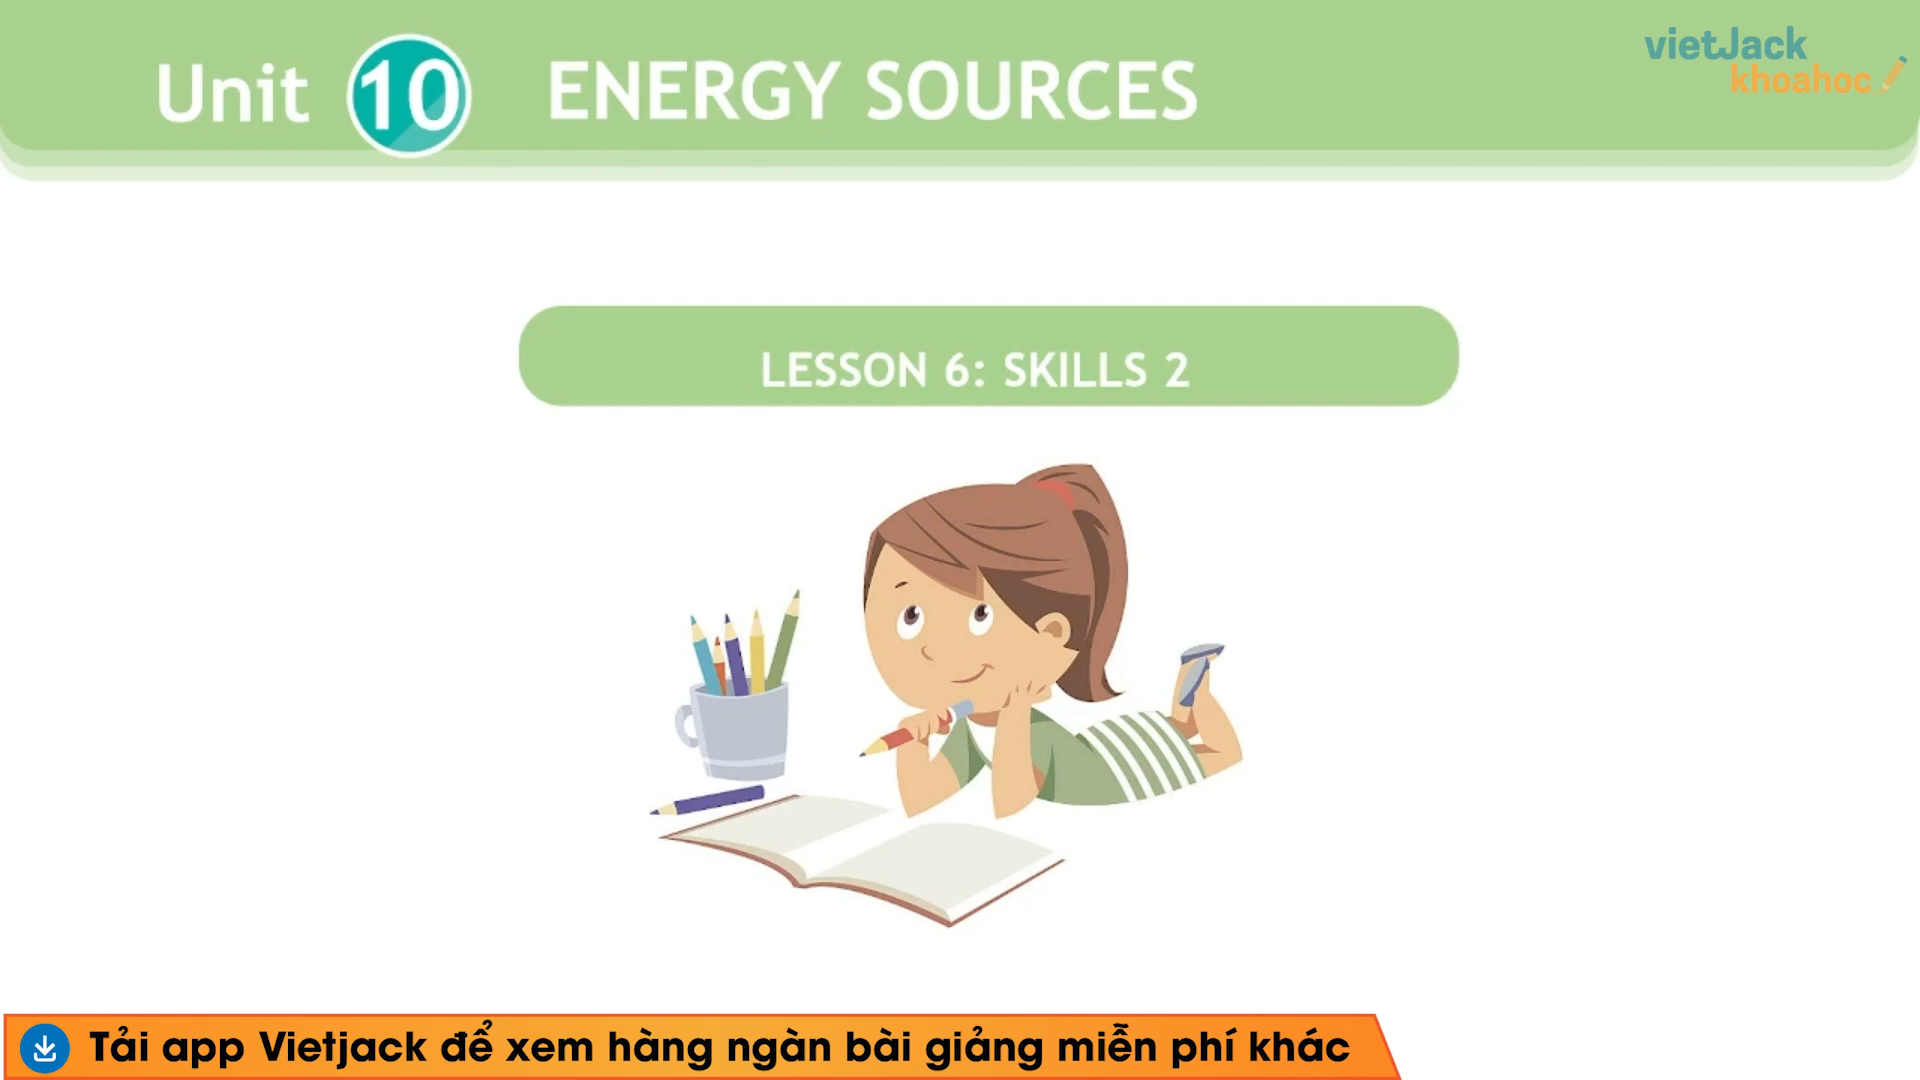 Unit 10 ENERGY SOURCES
vietJack
khoahoc
LESSON 6: SKILLS 2
Tải app Vietjack để xem hàng ngàn bài giảng miễn phí khác